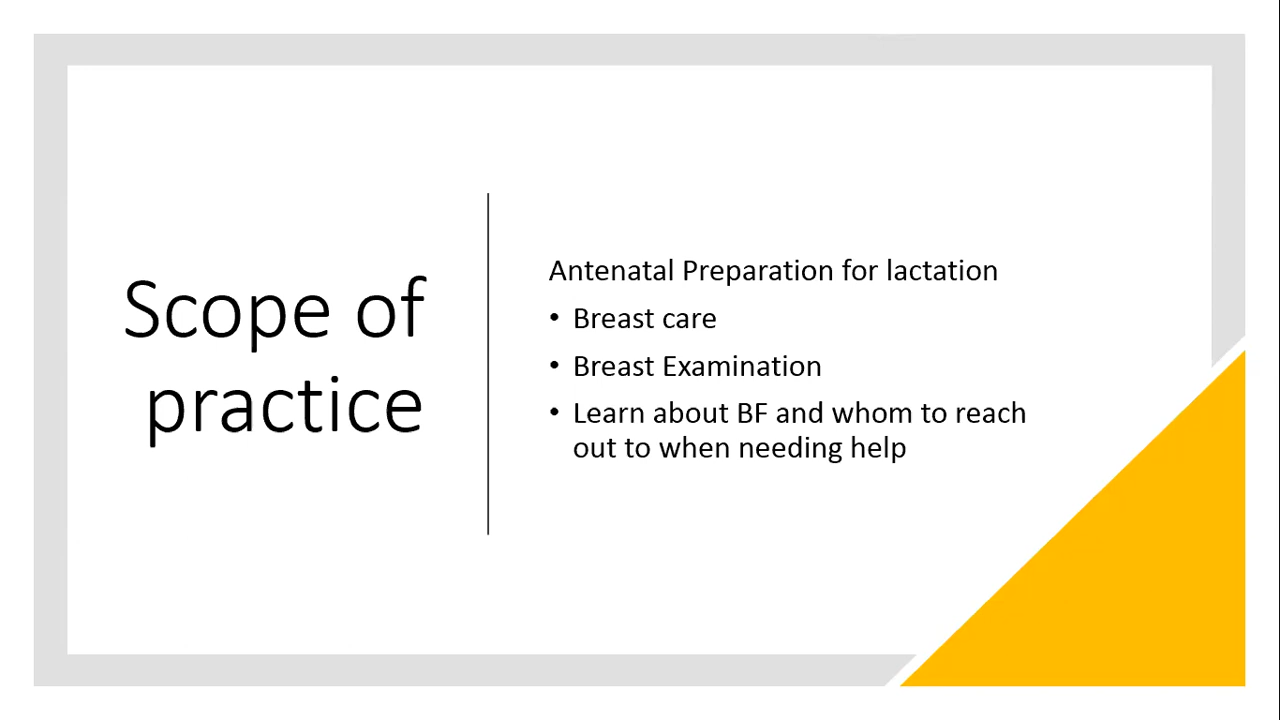 Scope of
practice
Antenatal Preparation for lactation
• Breast care
• Breast Examination
• Learn about BF and whom to reach
out to when needing help